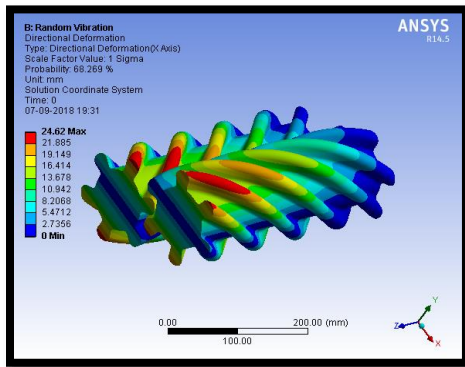 B: Random Vibration
Directional Deformation
Type: Directional Deformation(X Axis)
Scale Factor Value: 1 Sigma
Probability: 68.269 %
Unit: mm
Solution Coordinate System
Time: 0
07-09-2018 19:31
ANSYS
R14.5
24.62 Max
21.885
19.149
16.414
13.678
10.942
8.2068
5.4712
2.7356
0 Min
0.00 200.00 (mm)
100.00
Y
Z
X